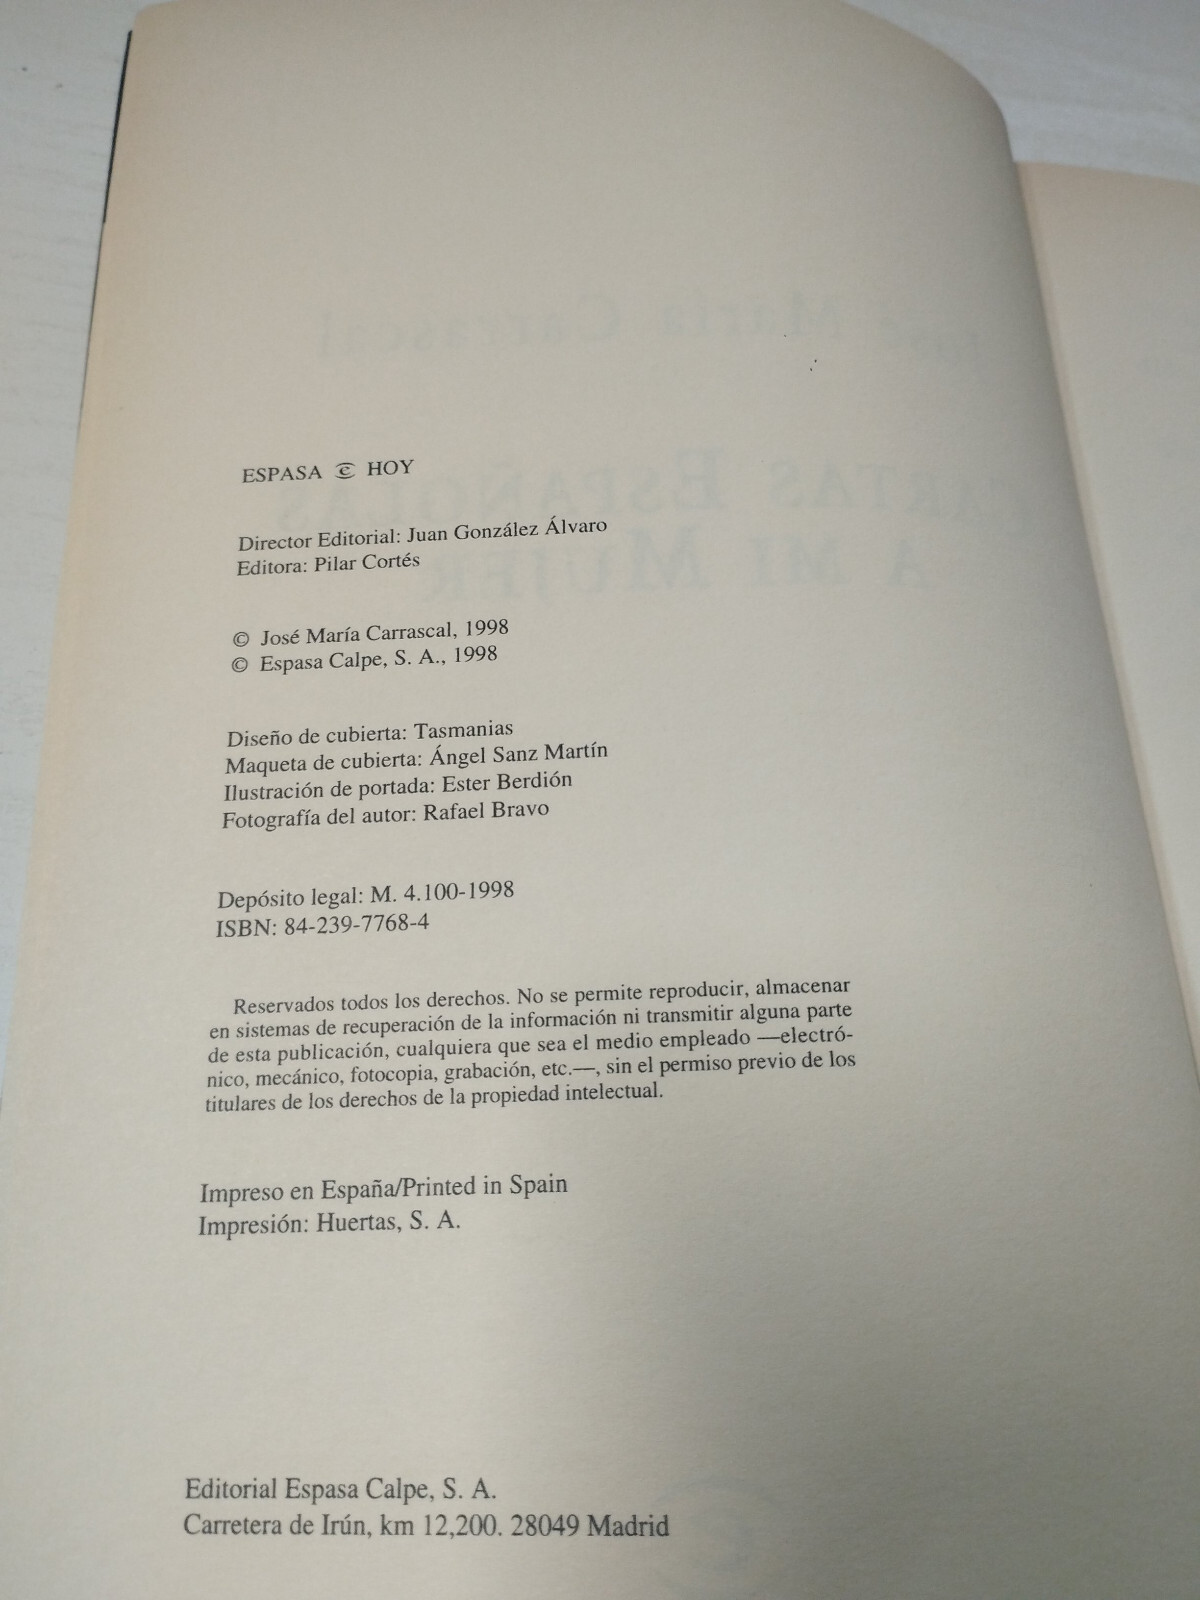 ESPASA HOY
Director Editorial: Juan González Álvaro
Editora: Pilar Cortés
© José María Carrascal, 1998
© Espasa Calpe, S. A., 1998
Diseño de cubierta: Tasmanias
Maqueta de cubierta: Ángel Sanz Martín
Ilustración de portada: Ester Berdión
Fotografía del autor: Rafael Bravo
Depósito legal: M. 4.100-1998
ISBN: 84-239-7768-4
Reservados todos los derechos. No se permite reproducir, almacenar
en sistemas de recuperación de la información ni transmitir alguna parte
de esta publicación, cualquiera que sea el medio empleado —electró-
nico, mecánico, fotocopia, grabación, etc.—, sin el permiso previo de los
titulares de los derechos de la propiedad intelectual.
Impreso en España/Printed in Spain
Impresión: Huertas, S. A.
Editorial Espasa Calpe, S. A.
Carretera de Irún, km 12,200. 28049 Madrid